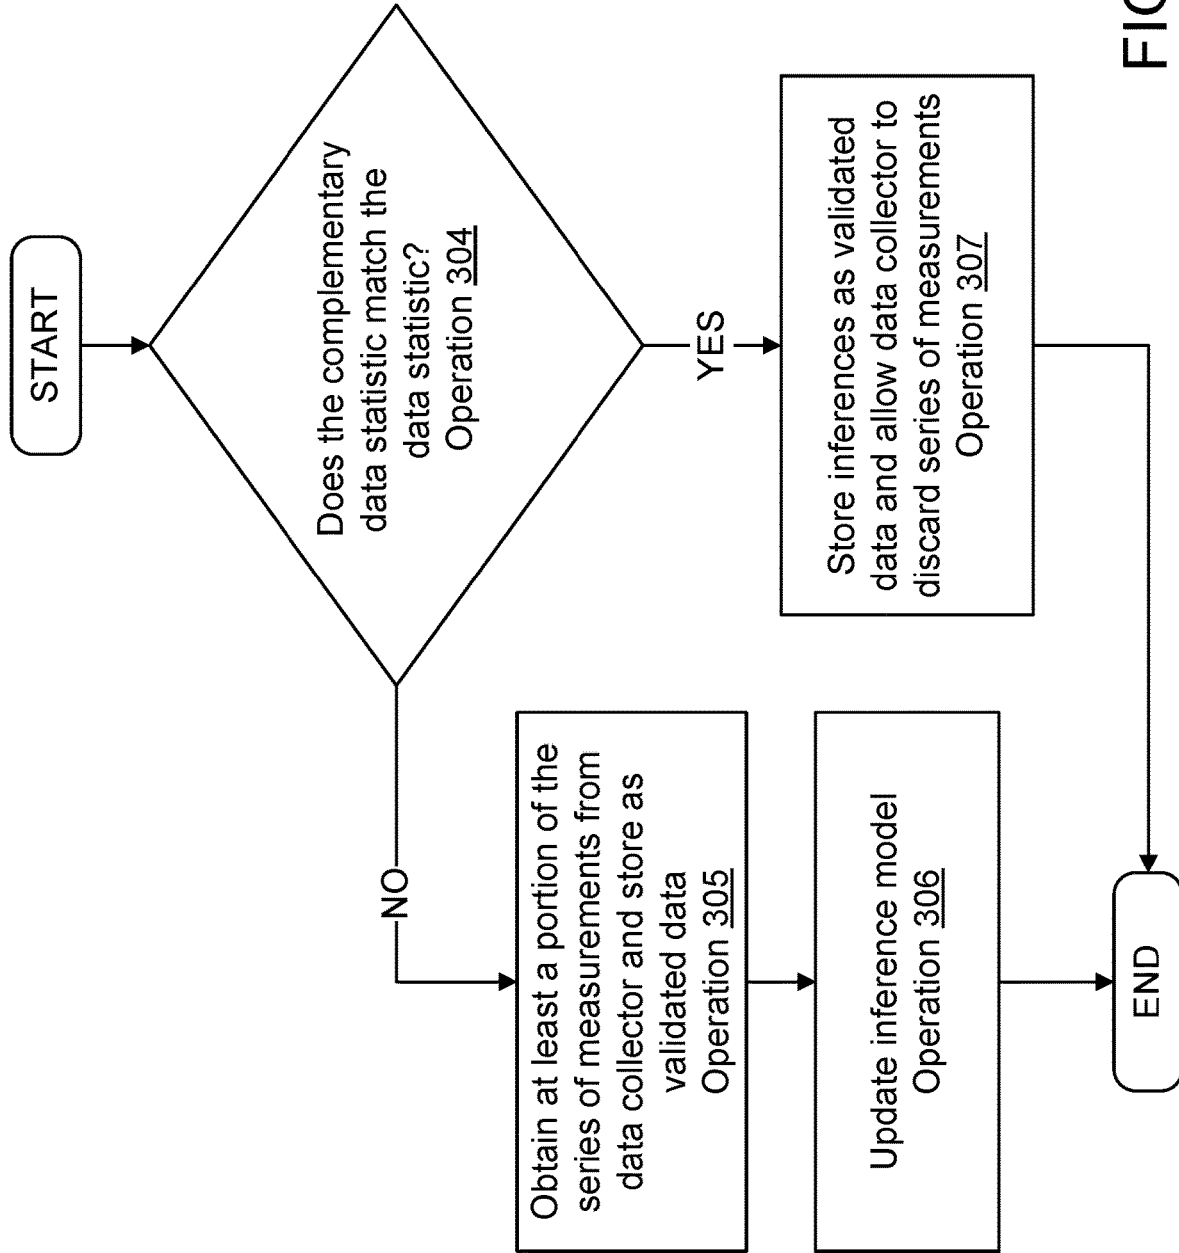 START
Does the complementary
data statistic match the
data statistic?
Operation 304
NO
YES
Obtain at least a portion of the
series of measurements from
data collector and store as
validated data
Operation 305
Update inference model
Operation 306
Store inferences as validated
data and allow data collector to
discard series of measurements
Operation 307
END